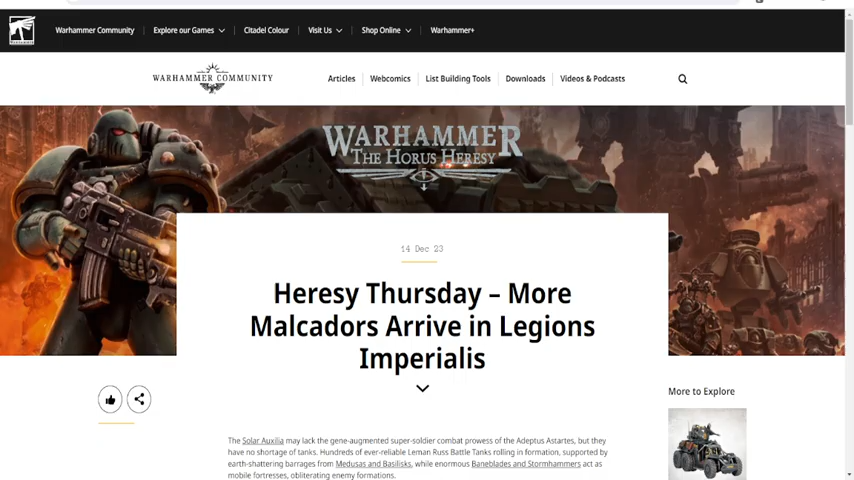 Warhammer Community
Explore our Games
Citadel Colour
Visit Us
Shop Online
Warhammer+
WARHAMMER COMMUNITY
Articles
Webcomics
List Building Tools
Downloads
Videos & Podcasts
WARHAMMER
THE HORUS HERESY
14 Dec 23
Heresy Thursday – More
Malcadors Arrive in Legions
Imperialis
More to Explore
The Solar Auxilia may lack the gene-augmented super-soldier combat prowess of the Adeptus Astartes, but they
have no shortage of tanks. Hundreds of ever-reliable Leman Russ Battle Tanks rolling in formation, supported by
earth-shattering barrages from Medusas and Basilisks, while enormous Baneblades and Stormhammers act as
mobile fortresses, obliterating enemy formations.